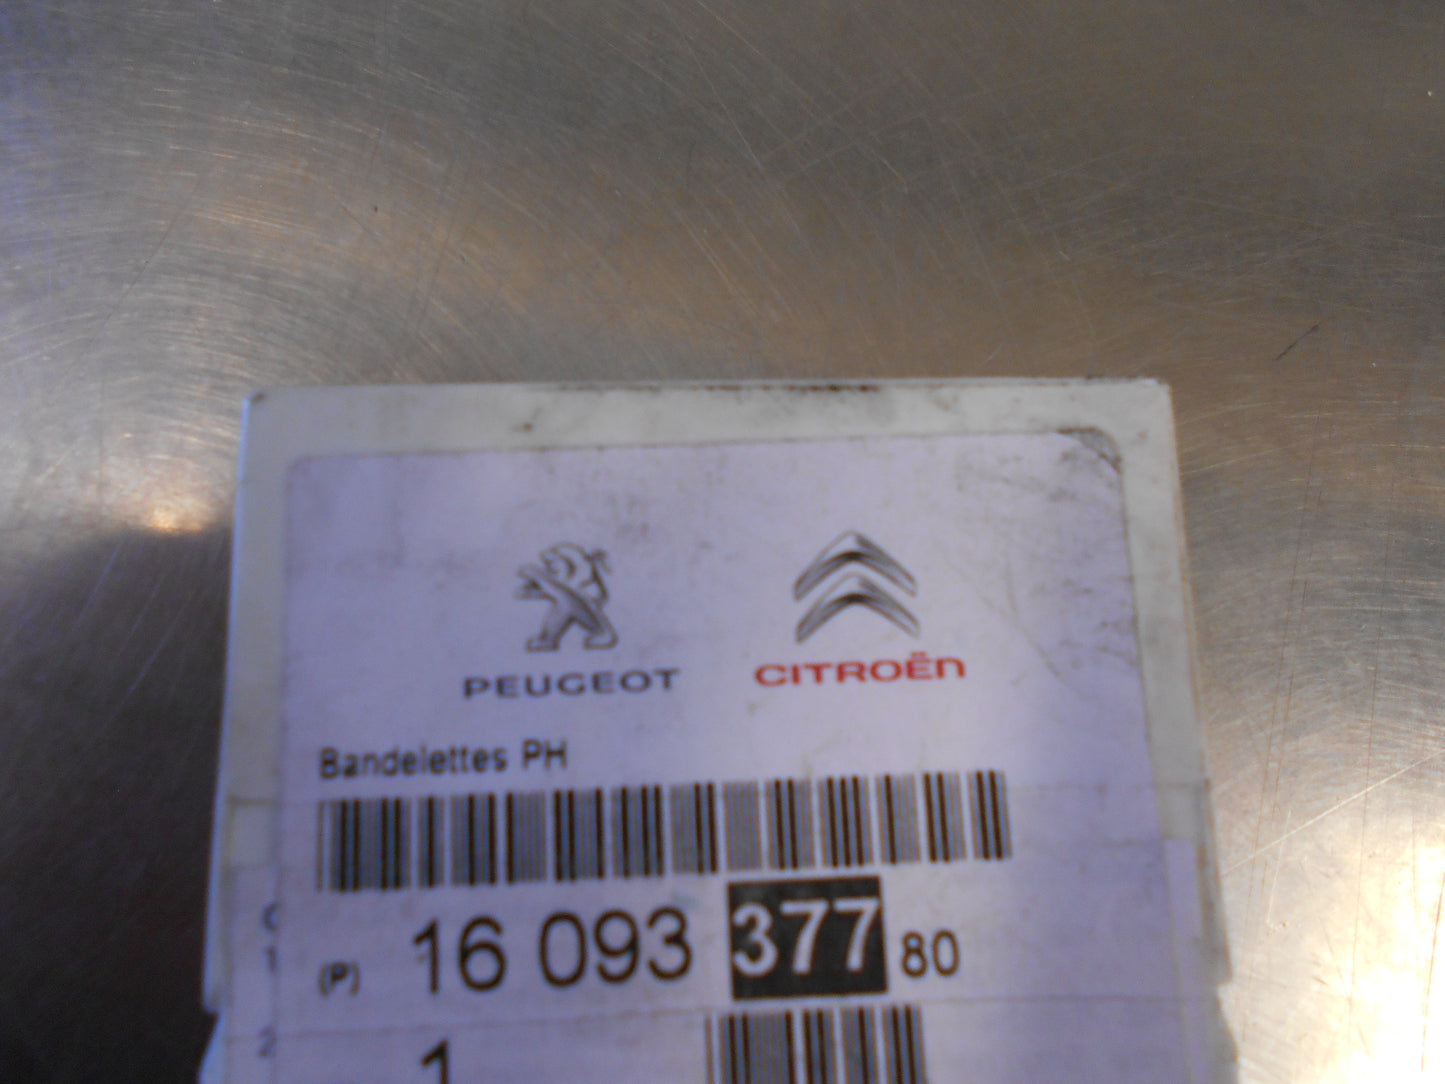 PEUGEOT CITROËN
Bandelettes PH
(P) 16 093 377 80
1